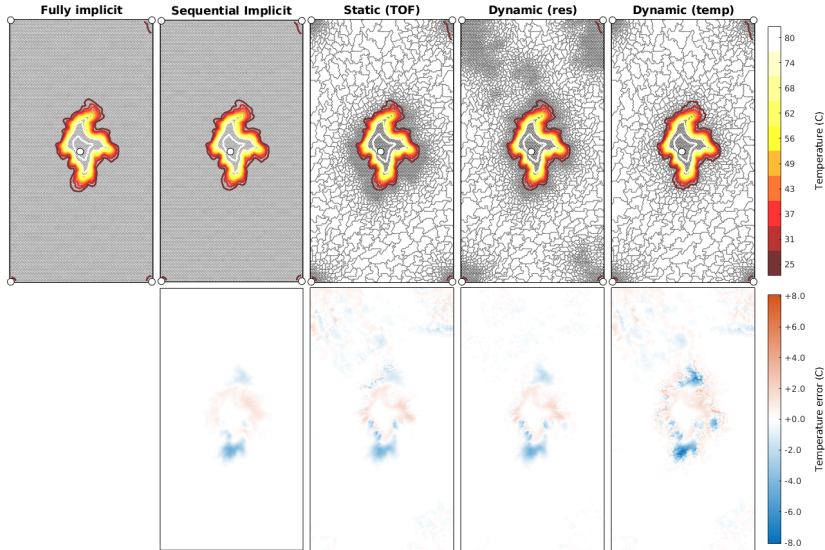 Fully implicit
Sequential Implicit
Static (TOF)
Dynamic (res)
Dynamic (temp)
80
74
68
62
56
49
43
37
31
25
Temperature (C)
+8.0
+6.0
+4.0
+2.0
+0.0
-2.0
-4.0
-6.0
-8.0
Temperature error (C)